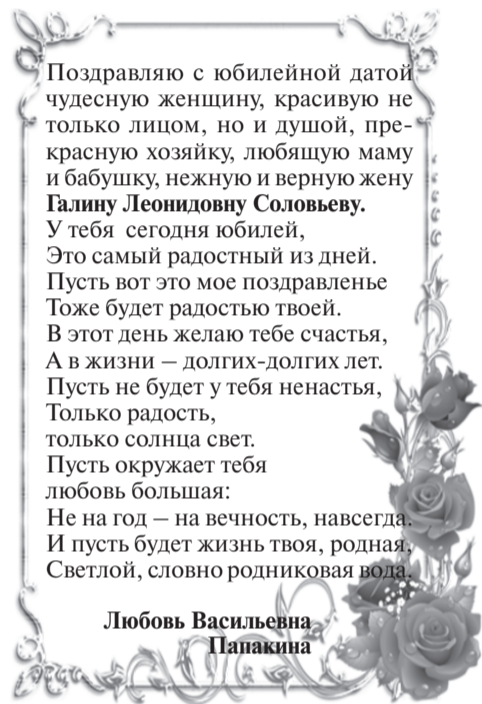 Поздравляю с юбилейной датой
чудесную женщину, красивую не
только лицом, но и душой, пре-
красную хозяйку, любящую маму
и бабушку, нежную и верную жену
Галину Леонидовну Соловьеву.
У тебя сегодня юбилей,
Это самый радостный из дней.
Пусть вот это мое поздравленье
Тоже будет радостью твоей.
В этот день желаю тебе счастья,
А в жизни – долгих-долгих лет.
Пусть не будет у тебя ненастья,
Только радость,
только солнца свет.
Пусть окружает тебя
любовь большая:
Не на год – на вечность, навсегда.
И пусть будет жизнь твоя, родная,
Светлой, словно родниковая вода.
Любовь Васильевна
Папакина